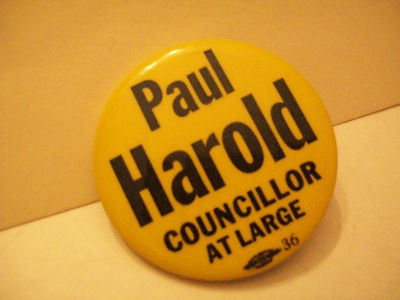 Paul
Harold
COUNCILLOR
AT LARGE
36